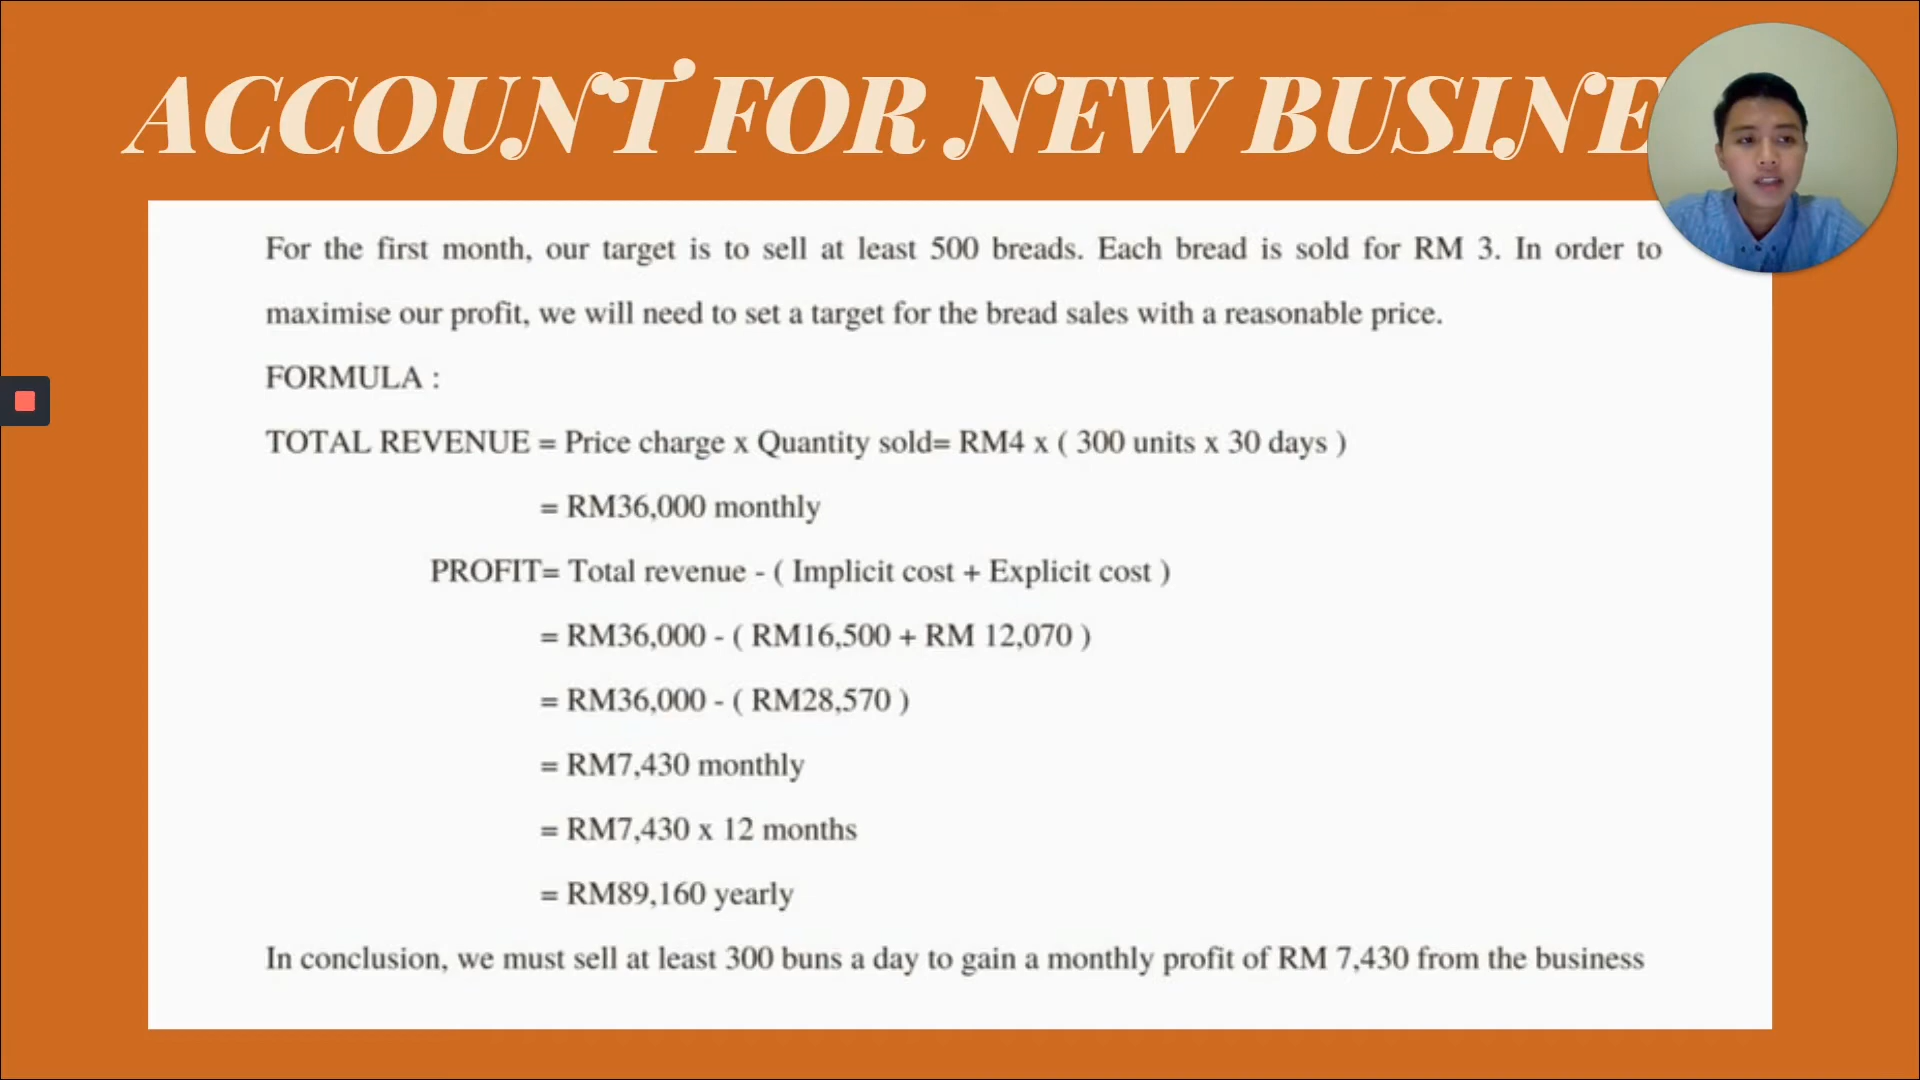 ACCOUNT FOR NEW BUSINE
For the first month, our target is to sell at least 500 breads. Each bread is sold for RM 3. In order to
maximise our profit, we will need to set a target for the bread sales with a reasonable price.
FORMULA :
TOTAL REVENUE = Price charge x Quantity sold= RM4 x ( 300 units x 30 days )
= RM36,000 monthly
PROFIT= Total revenue - ( Implicit cost + Explicit cost )
= RM36,000 - ( RM16,500 + RM 12,070 )
= RM36,000 - ( RM28,570 )
= RM7,430 monthly
= RM7,430 x 12 months
= RM89,160 yearly
In conclusion, we must sell at least 300 buns a day to gain a monthly profit of RM 7,430 from the business